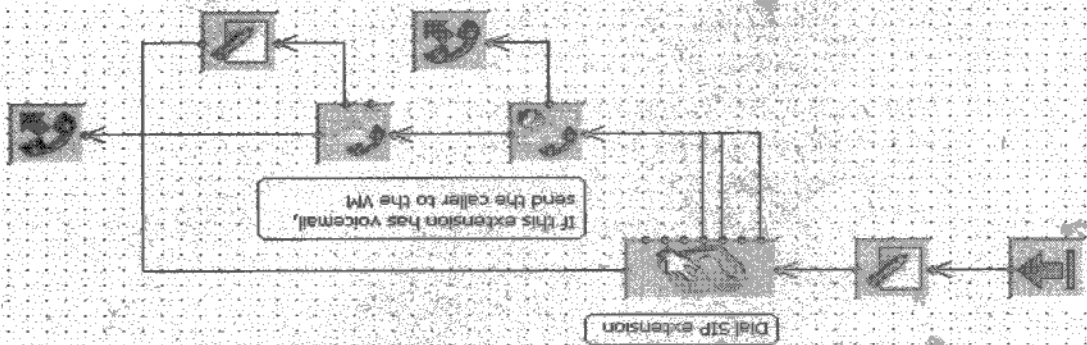 Dial SIP extension
If this extension has voicemail,
send the caller to the VM